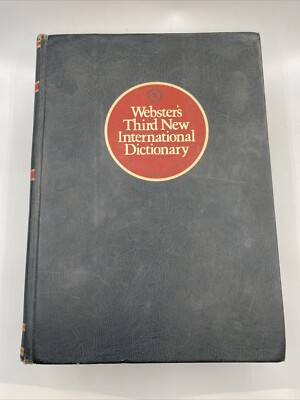 Webster's
Third New
International
Dictionary